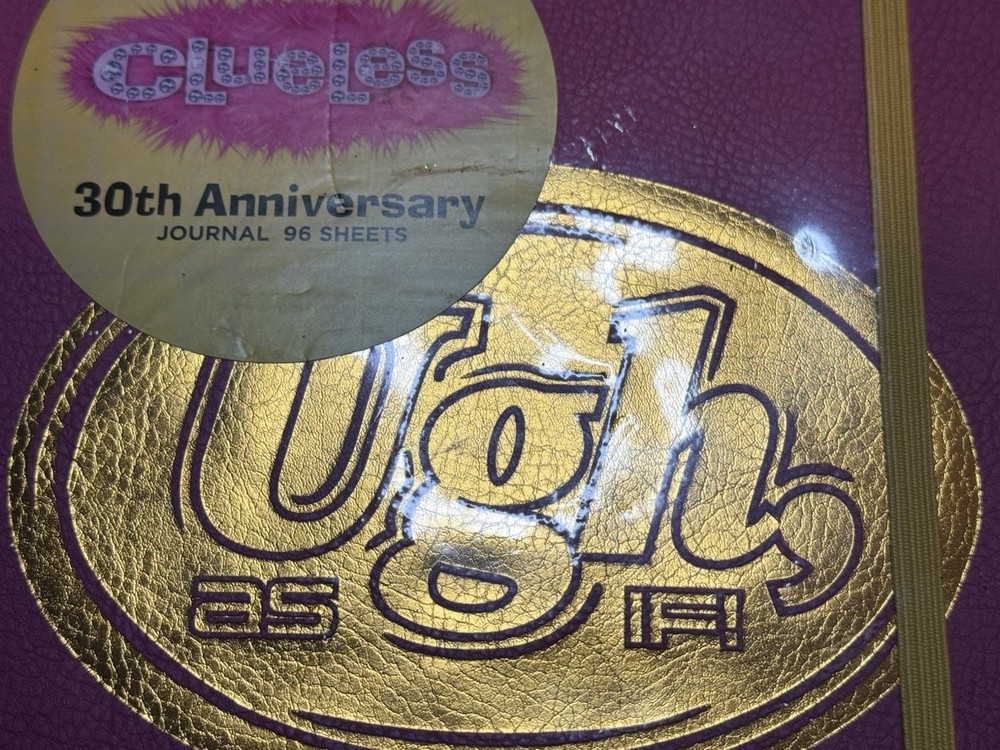 CLUELESS
30th Anniversary
JOURNAL 96 SHEETS
Ugh,
as IF!